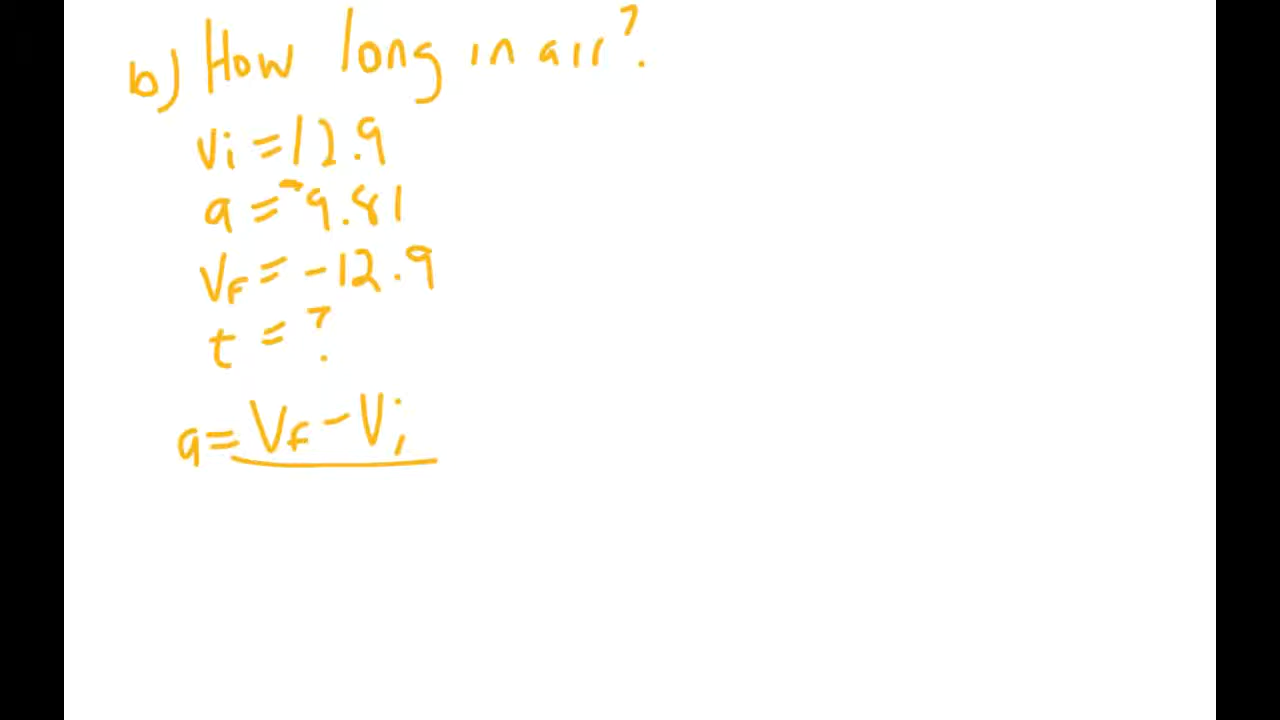 b) How long in air?
vi = 12.9
a = -9.81
vf = -12.9
t = ?
a = Vf - Vi